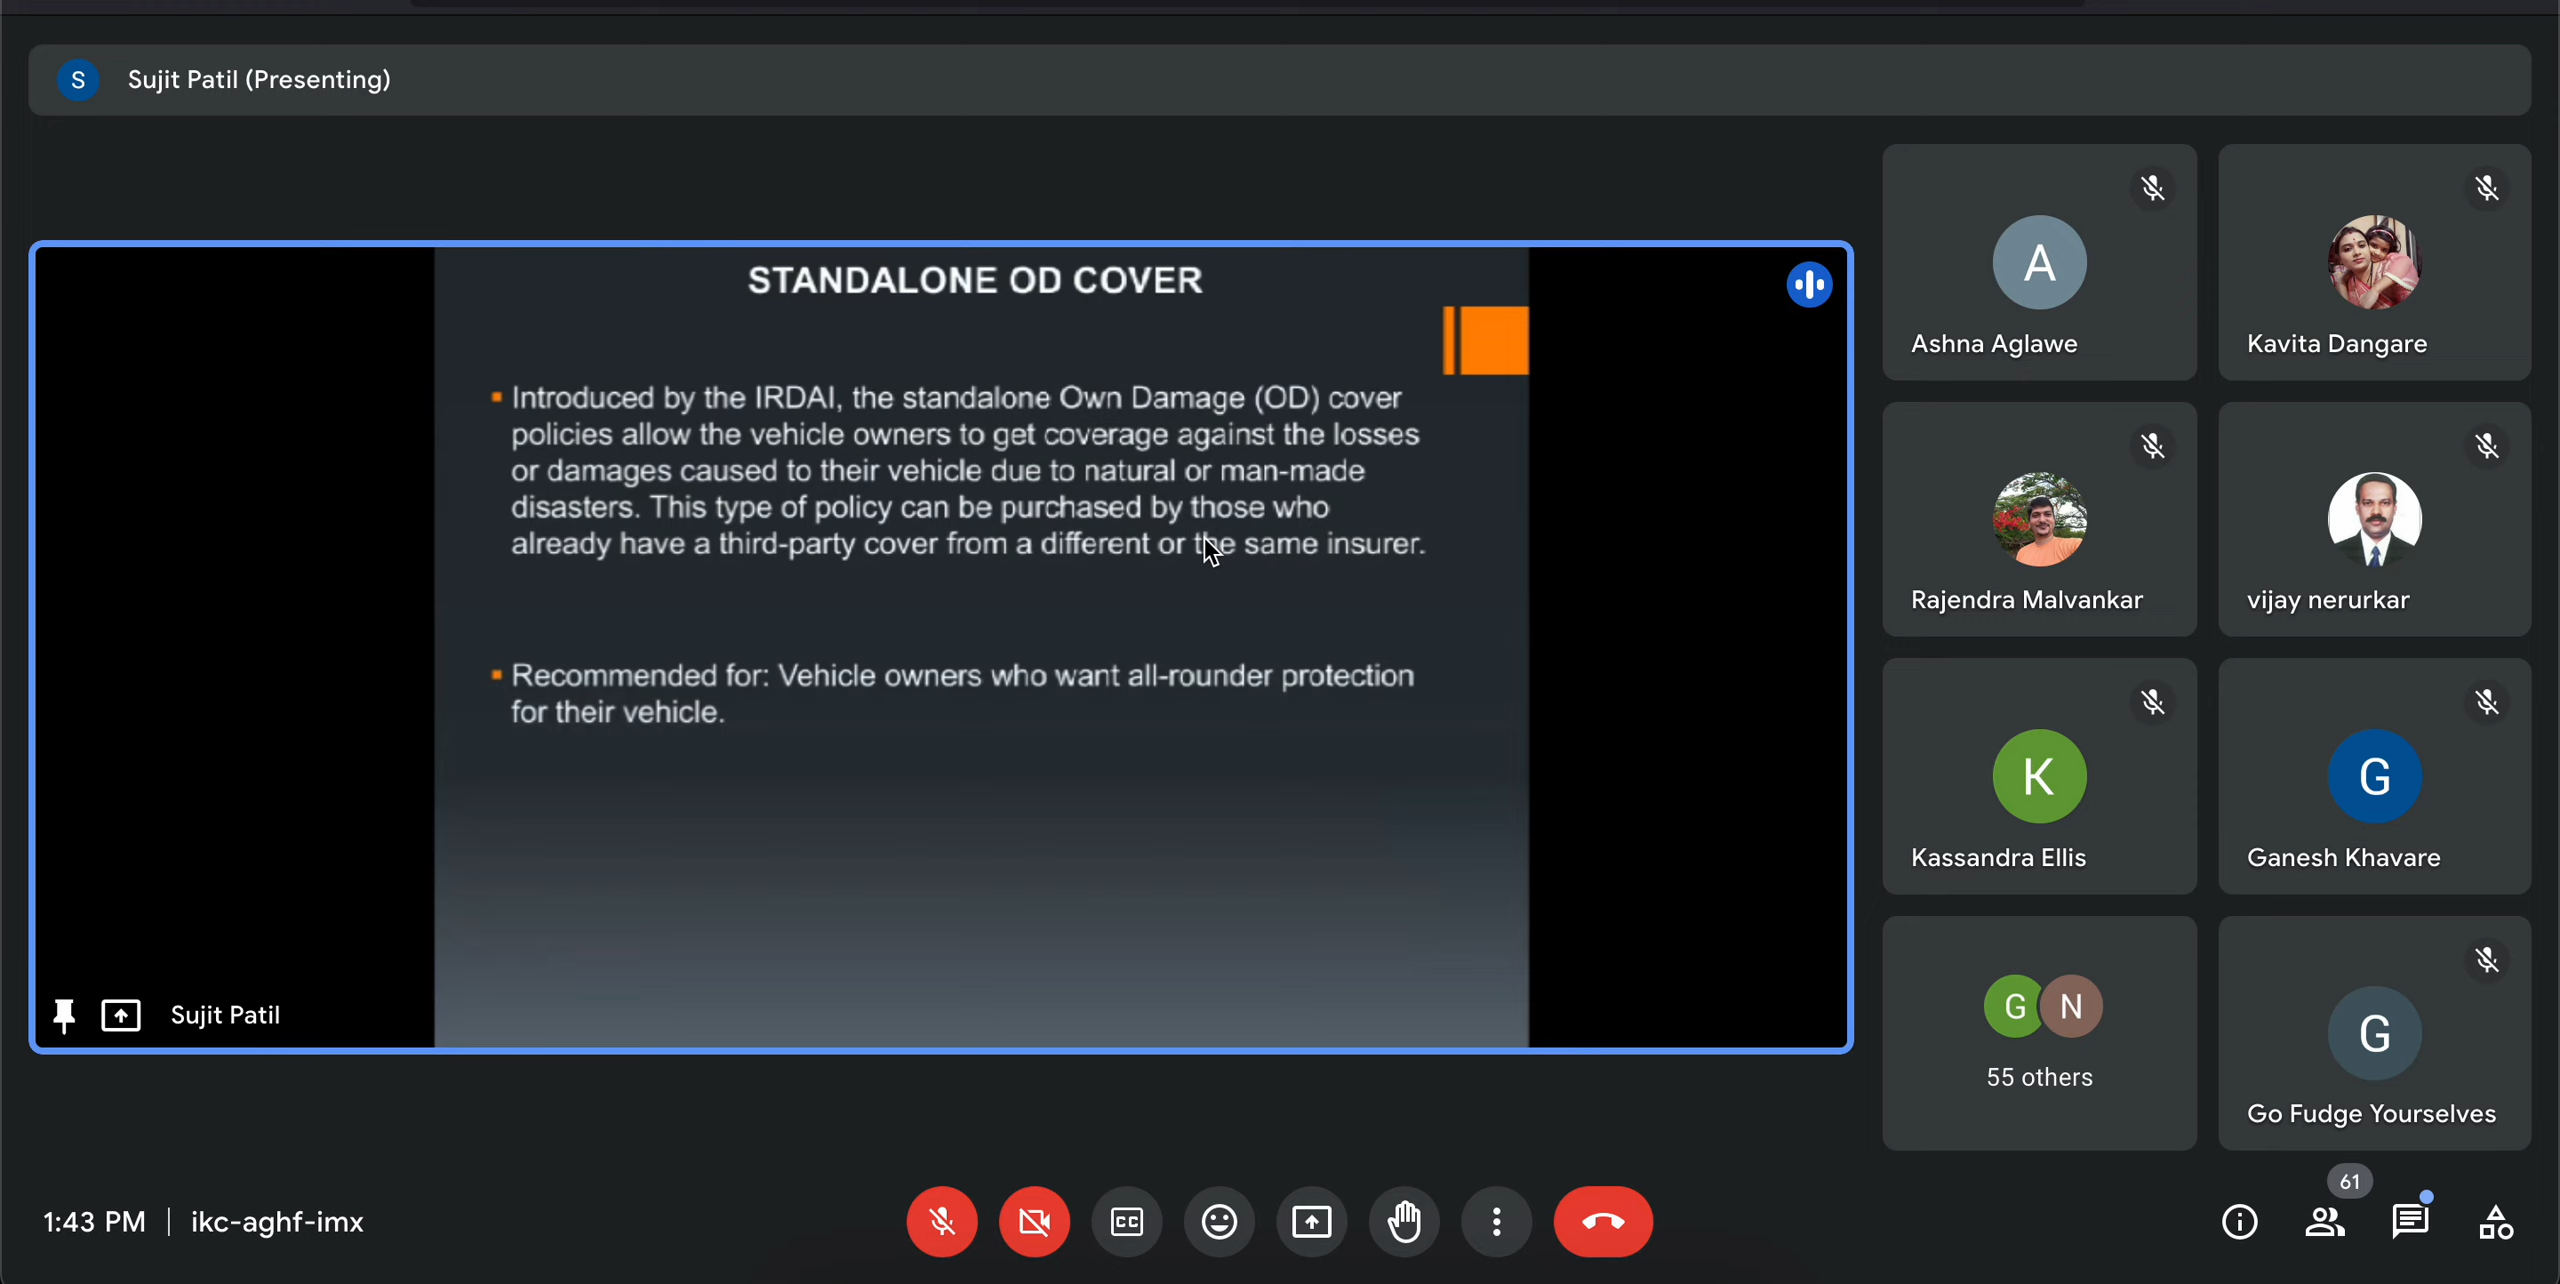 S Sujit Patil (Presenting)
STANDALONE OD COVER
Introduced by the IRDAI, the standalone Own Damage (OD) cover
policies allow the vehicle owners to get coverage against the losses
or damages caused to their vehicle due to natural or man-made
disasters. This type of policy can be purchased by those who
already have a third-party cover from a different or the same insurer.
Recommended for: Vehicle owners who want all-rounder protection
for their vehicle.
Sujit Patil
A
Ashna Aglawe
Kavita Dangare
Rajendra Malvankar
vijay nerurkar
K
Kassandra Ellis
G
Ganesh Khavare
G N
55 others
G
Go Fudge Yourselves
1:43 PM | ikc-aghf-imx
CC
61